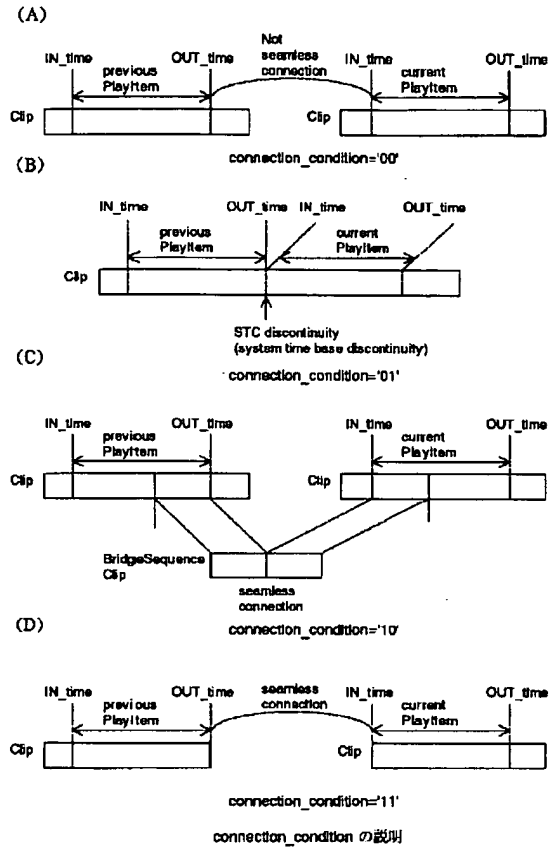 (A)
Not
seamless
connection
IN_time
OUT_time
IN_time
OUT_time
previous
PlayItem
current
PlayItem
Clip
Clip
connection_condition='00'
(B)
IN_time
OUT_time
IN_time
OUT_time
previous
PlayItem
current
PlayItem
Clip
STC discontinuity
(system time base discontinuity)
(C)
connection_condition='01'
IN_time
OUT_time
IN_time
OUT_time
previous
PlayItem
current
PlayItem
Clip
Clip
BridgeSequence
Clip
seamless
connection
(D)
connection_condition='10'
IN_time
OUT_time
seamless
connection
IN_time
OUT_time
previous
PlayItem
current
PlayItem
Clip
Clip
connection_condition='11'
connection_condition の説明